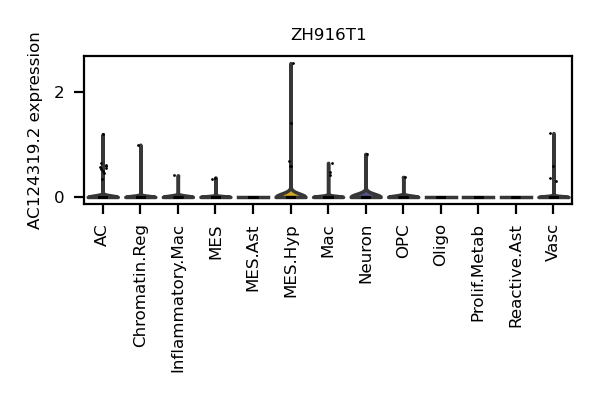 ZH916T1
AC124319.2 expression
2
0
AC
Chromatin.Reg
Inflammatory.Mac
MES
MES.Ast
MES.Hyp
Mac
Neuron
OPC
Oligo
Prolif.Metab
Reactive.Ast
Vasc